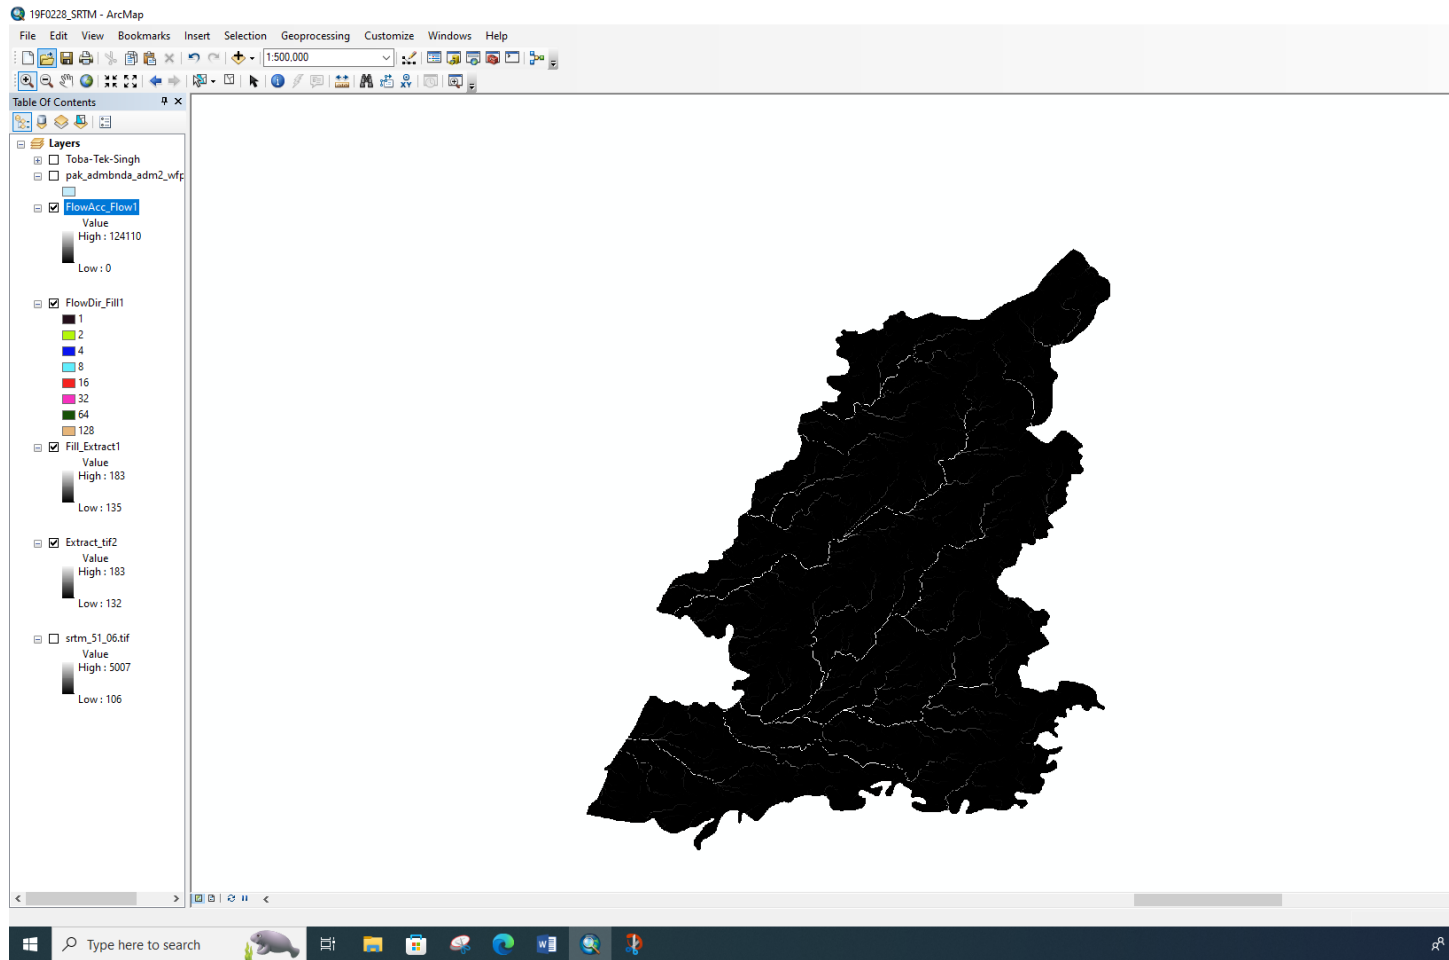 19F0228_SRTM - ArcMap
File Edit View Bookmarks Insert Selection Geoprocessing Customize Windows Help
1:500,000
Table Of Contents
Layers
Toba-Tek-Singh
pak_admbnda_adm2_wfp
FlowAcc_Flow1
Value
High : 124110
Low : 0
FlowDir_Fill1
1
2
4
8
16
32
64
128
Fill_Extract1
Value
High : 183
Low : 135
Extract_tif2
Value
High : 183
Low : 132
srtm_51_06.tif
Value
High : 5007
Low : 106
Type here to search